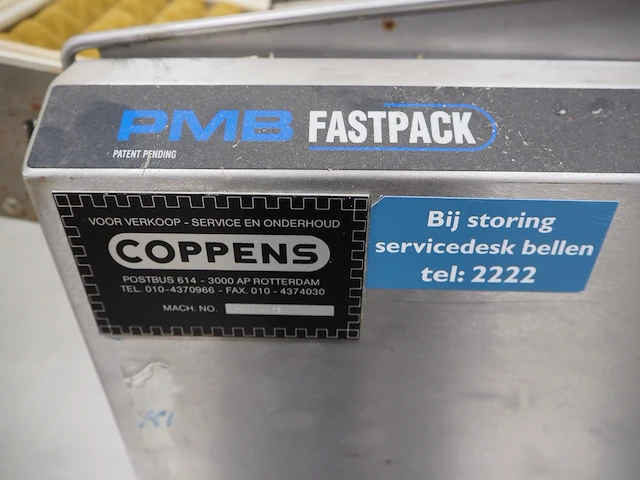 PMB FASTPACK
PATENT PENDING
VOOR VERKOOP - SERVICE EN ONDERHOUD
COPPENS
POSTBUS 614 - 3000 AP ROTTERDAM
TEL. 010-4370966 - FAX. 010 - 4374030
MACH. NO.
Bij storing
servicedesk bellen
tel: 2222